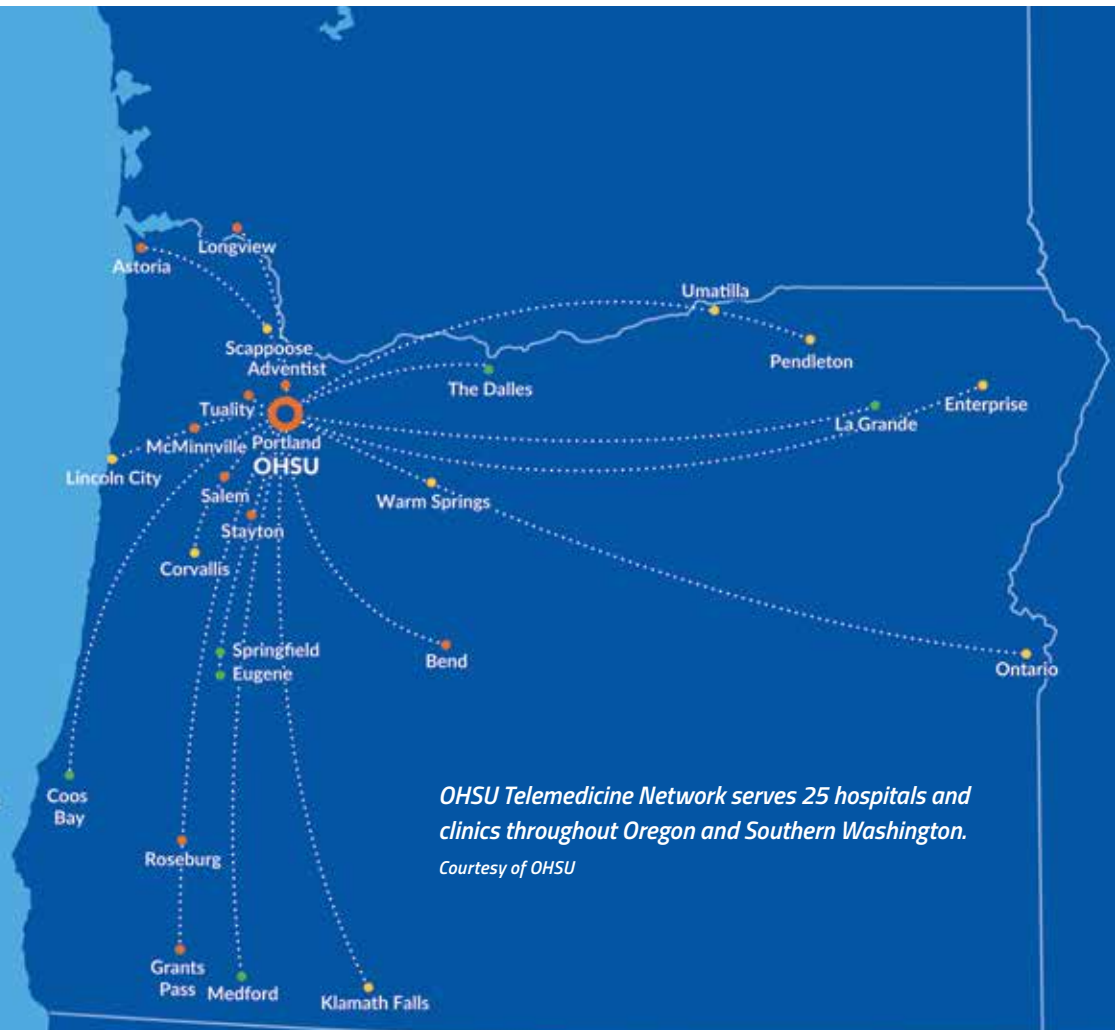 Longview
Astoria
Umatilla
Scappoose
Adventist
Pendleton
The Dalles
Tuality
Enterprise
La Grande
McMinnville
Portland
OHSU
Lincoln City
Salem
Warm Springs
Stayton
Corvallis
Springfield
Eugene
Bend
Ontario
Coos
Bay
OHSU Telemedicine Network serves 25 hospitals and
clinics throughout Oregon and Southern Washington.
Courtesy of OHSU
Roseburg
Grants
Pass
Medford
Klamath Falls